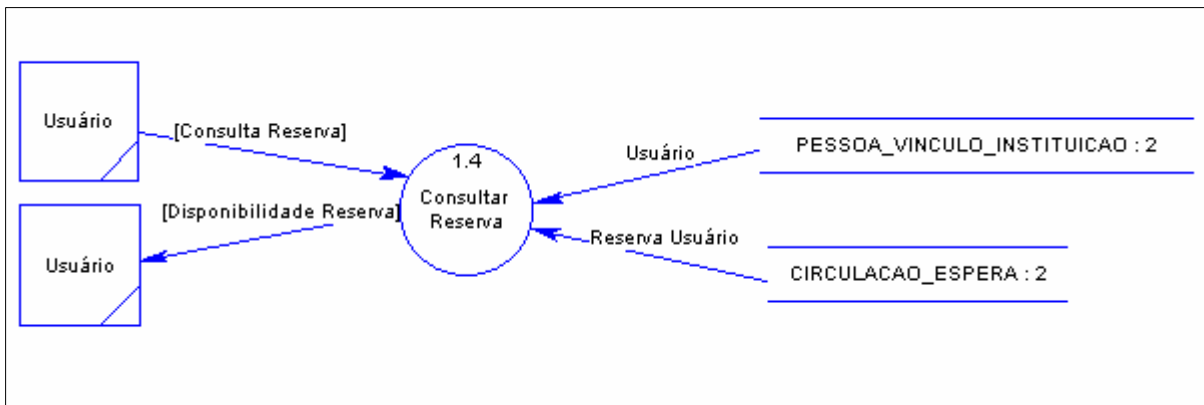 Usuário
[Consulta Reserva]
1.4
Consultar
Reserva
Usuário
PESSOA_VINCULO_INSTITUICAO : 2
[Disponibilidade Reserva]
Usuário
Reserva Usuário
CIRCULACAO_ESPERA : 2